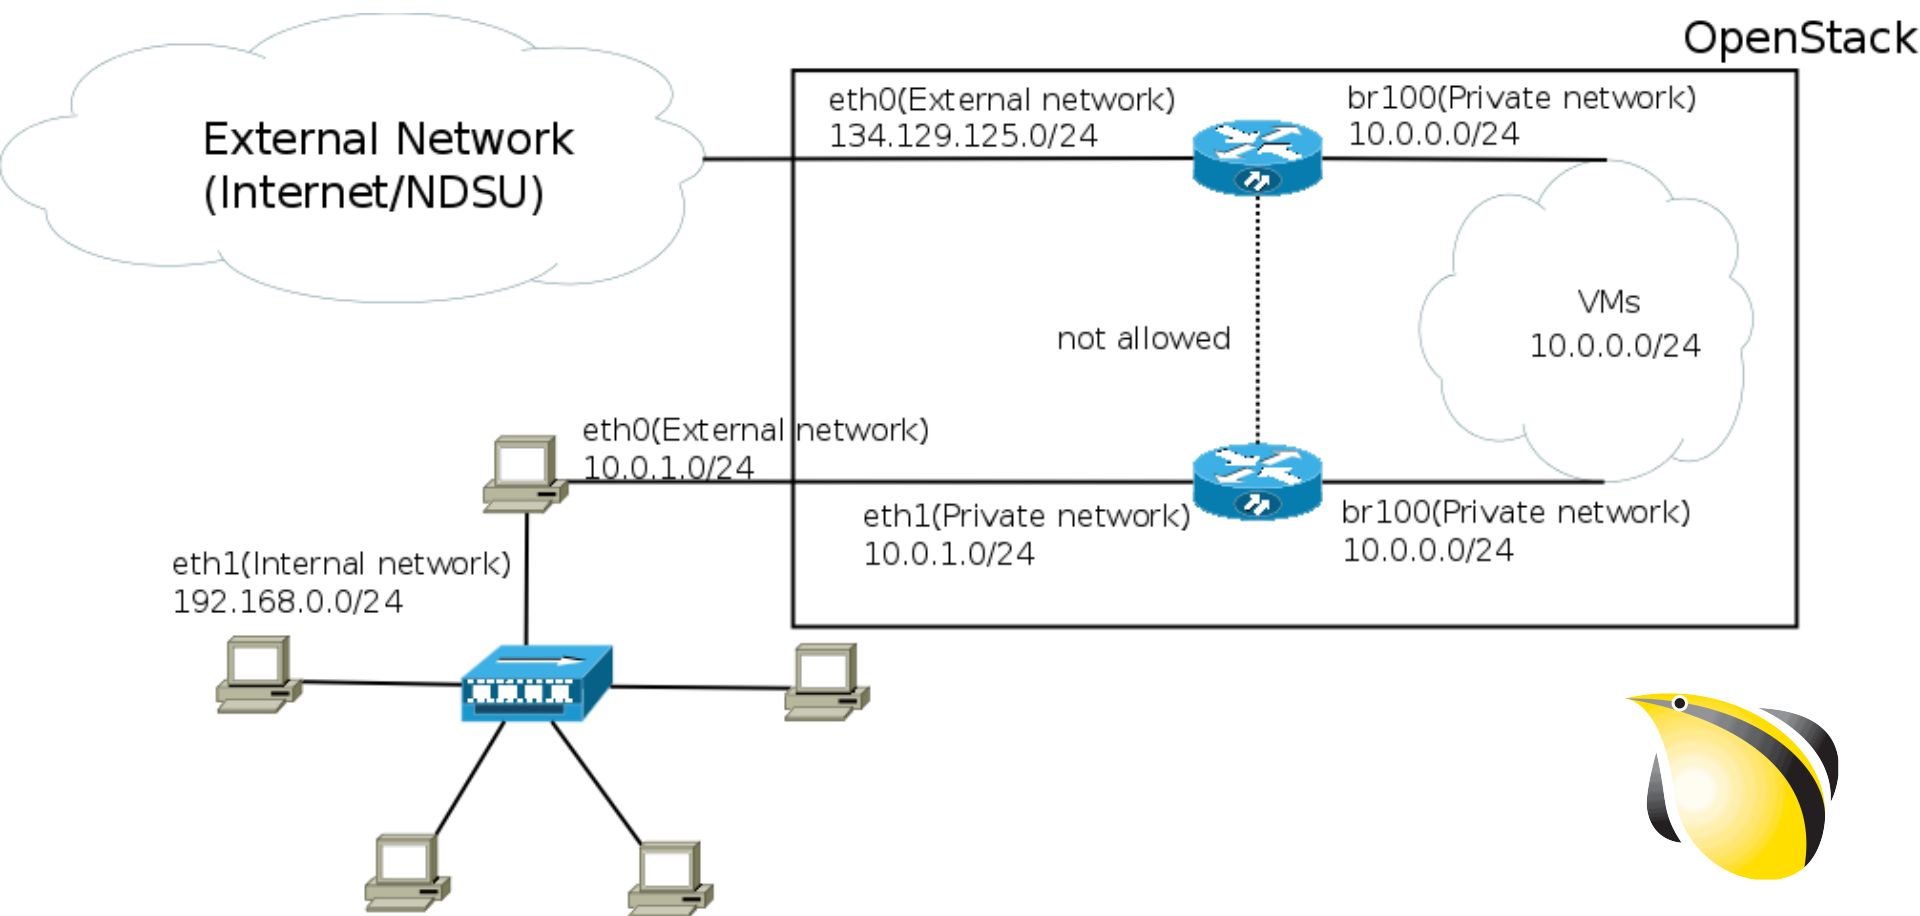 OpenStack
External Network
(Internet/NDSU)
eth0(External network)
134.129.125.0/24
br100(Private network)
10.0.0.0/24
VMs
10.0.0.0/24
not allowed
eth0(External network)
10.0.1.0/24
eth1(Private network)
10.0.1.0/24
br100(Private network)
10.0.0.0/24
eth1(Internal network)
192.168.0.0/24